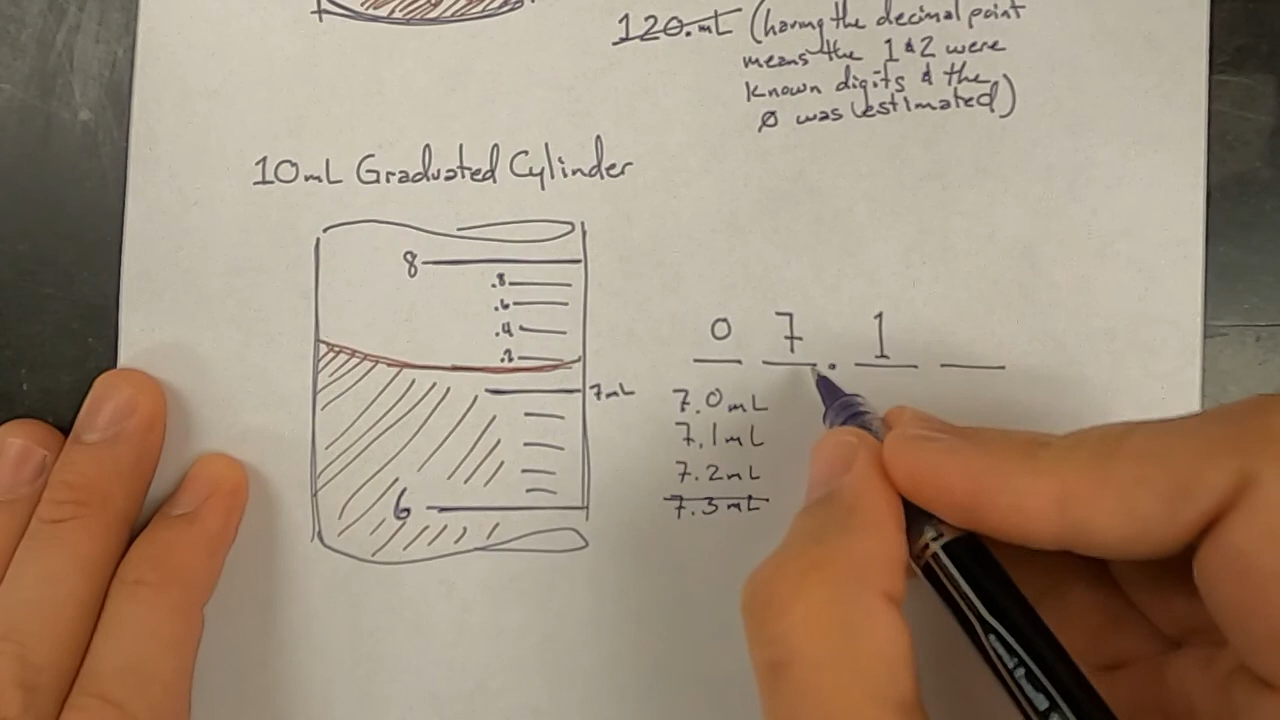 120.mL (having the decimal point
means the 1 & 2 were
known digits & the
0 was estimated)
10mL Graduated Cylinder
8
.8
.6
.4
.2
7mL
6
0 7 . 1
7.0mL
7.1mL
7.2mL
7.3mL